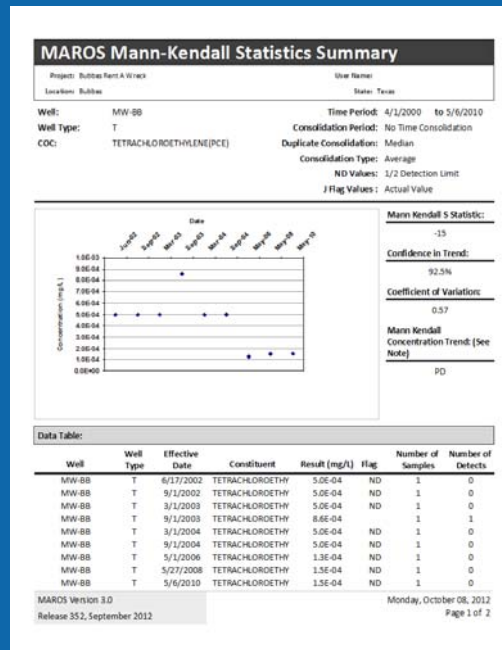 MAROS Mann-Kendall Statistics Summary
Project: Bubbas Rent A Wreck User Name:
Location: Bubbas State: Texas
Well: MW-BB Time Period: 4/1/2000 to 5/6/2010
Well Type: T Consolidation Period: No Time Consolidation
COC: TETRACHLOROETHYLENE(PCE) Duplicate Consolidation: Median
Consolidation Type: Average
ND Values: 1/2 Detection Limit
J Flag Values : Actual Value
Date
Jun-02 Sep-02 Mar-03 Sep-03 Mar-04 Sep-04 May-06 May-08 May-10
Concentration (mg/L)
1.0E-03
9.0E-04
8.0E-04
7.0E-04
6.0E-04
5.0E-04
4.0E-04
3.0E-04
2.0E-04
1.0E-04
0.0E+00
Mann Kendall S Statistic:
-15
Confidence in Trend:
92.5%
Coefficient of Variation:
0.57
Mann Kendall
Concentration Trend: (See
Note)
PD
Data Table:
Well Well Type Effective Date Constituent Result (mg/L) Flag Number of Samples Number of Detects
MW-BB T 6/17/2002 TETRACHLOROETHY 5.0E-04 ND 1 0
MW-BB T 9/1/2002 TETRACHLOROETHY 5.0E-04 ND 1 0
MW-BB T 3/1/2003 TETRACHLOROETHY 5.0E-04 ND 1 0
MW-BB T 9/1/2003 TETRACHLOROETHY 8.6E-04 1 1
MW-BB T 3/1/2004 TETRACHLOROETHY 5.0E-04 ND 1 0
MW-BB T 9/1/2004 TETRACHLOROETHY 5.0E-04 ND 1 0
MW-BB T 5/1/2006 TETRACHLOROETHY 1.3E-04 ND 1 0
MW-BB T 5/27/2008 TETRACHLOROETHY 1.5E-04 ND 1 0
MW-BB T 5/6/2010 TETRACHLOROETHY 1.5E-04 ND 1 0
MAROS Version 3.0 Monday, October 08, 2012
Release 352, September 2012 Page 1 of 2